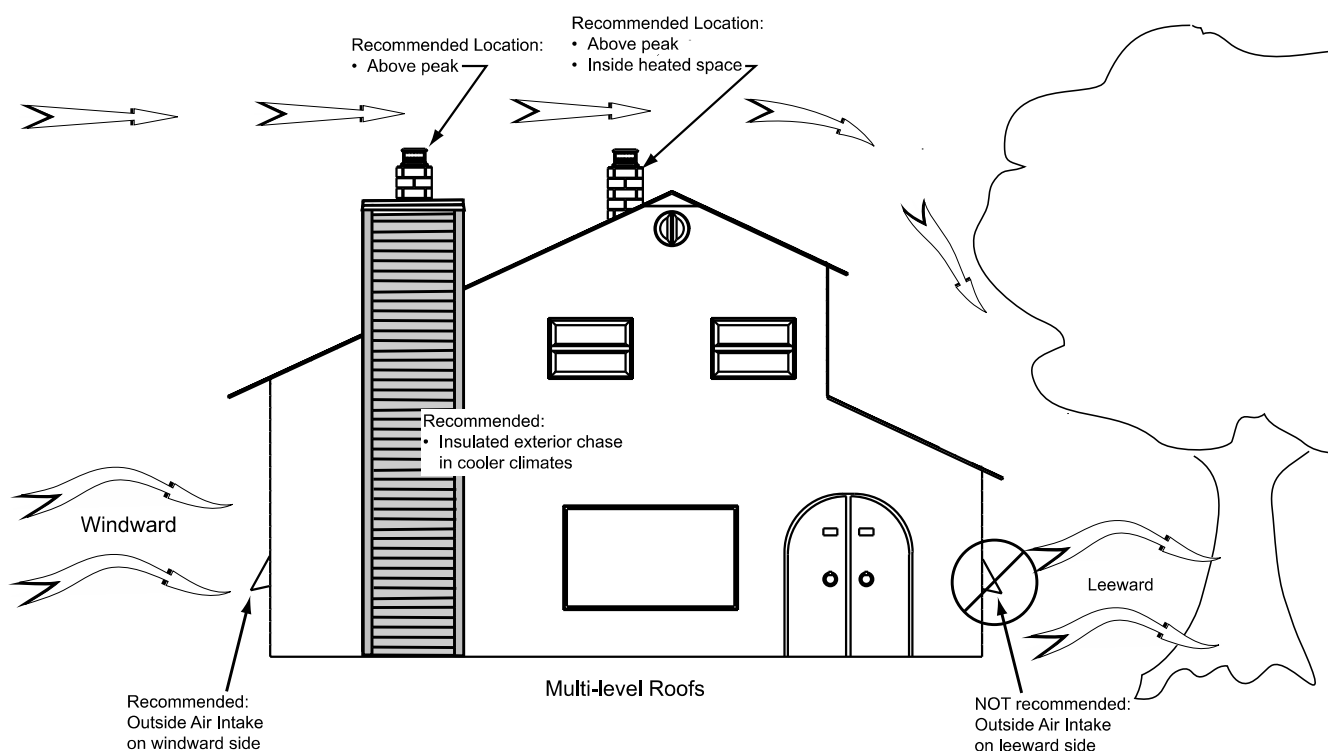 Recommended Location:
• Above peak
Recommended Location:
• Above peak
• Inside heated space
Recommended:
• Insulated exterior chase
in cooler climates
Windward
Leeward
Multi-level Roofs
Recommended:
Outside Air Intake
on windward side
NOT recommended:
Outside Air Intake
on leeward side